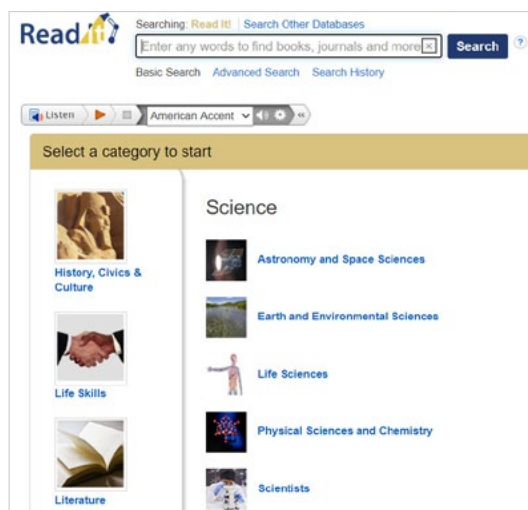 Read it!
Searching: Read It! | Search Other Databases
Enter any words to find books, journals and more
Search
?
Basic Search Advanced Search Search History
Listen
American Accent
«
Select a category to start
History, Civics &
Culture
Life Skills
Literature
Science
Astronomy and Space Sciences
Earth and Environmental Sciences
Life Sciences
Physical Sciences and Chemistry
Scientists